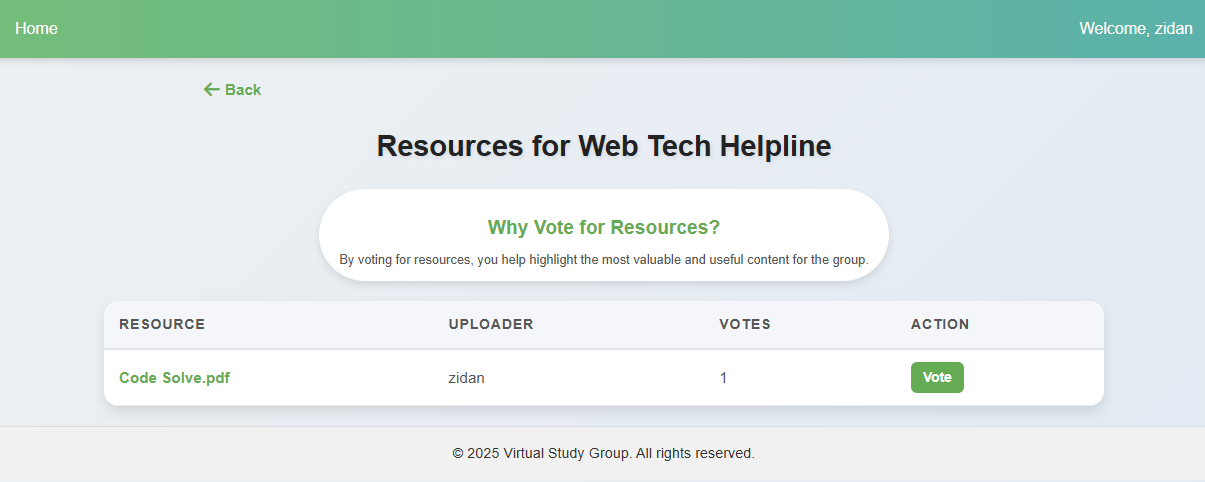 Home
Welcome, zidan
Back
Resources for Web Tech Helpline
Why Vote for Resources?
By voting for resources, you help highlight the most valuable and useful content for the group.
RESOURCE UPLOADER VOTES ACTION
Code Solve.pdf zidan 1 Vote
© 2025 Virtual Study Group. All rights reserved.